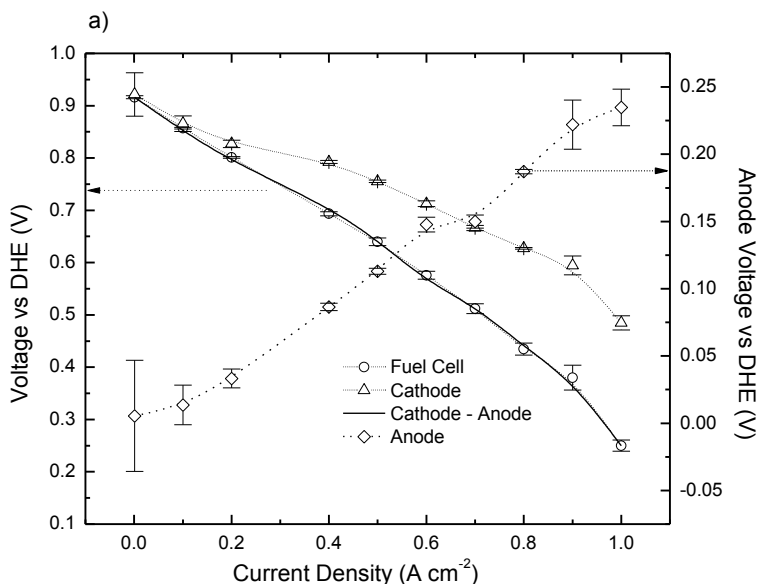 a)
1.0
0.9
0.8
0.7
0.6
0.5
0.4
0.3
0.2
0.1
Voltage vs DHE (V)
0.25
0.20
0.15
0.10
0.05
0.00
-0.05
Anode Voltage vs DHE (V)
Fuel Cell
Cathode
Cathode - Anode
Anode
0.0 0.2 0.4 0.6 0.8 1.0
Current Density (A cm⁻²)